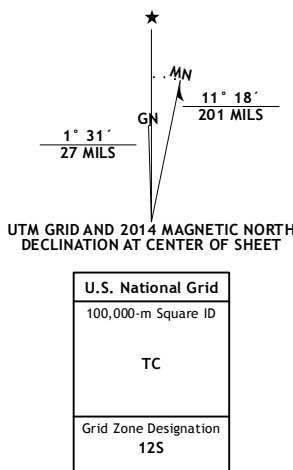 ★
MN
GN
11° 18´
201 MILS
1° 31´
27 MILS
UTM GRID AND 2014 MAGNETIC NORTH
DECLINATION AT CENTER OF SHEET
U.S. National Grid
100,000-m Square ID
TC
Grid Zone Designation
12S